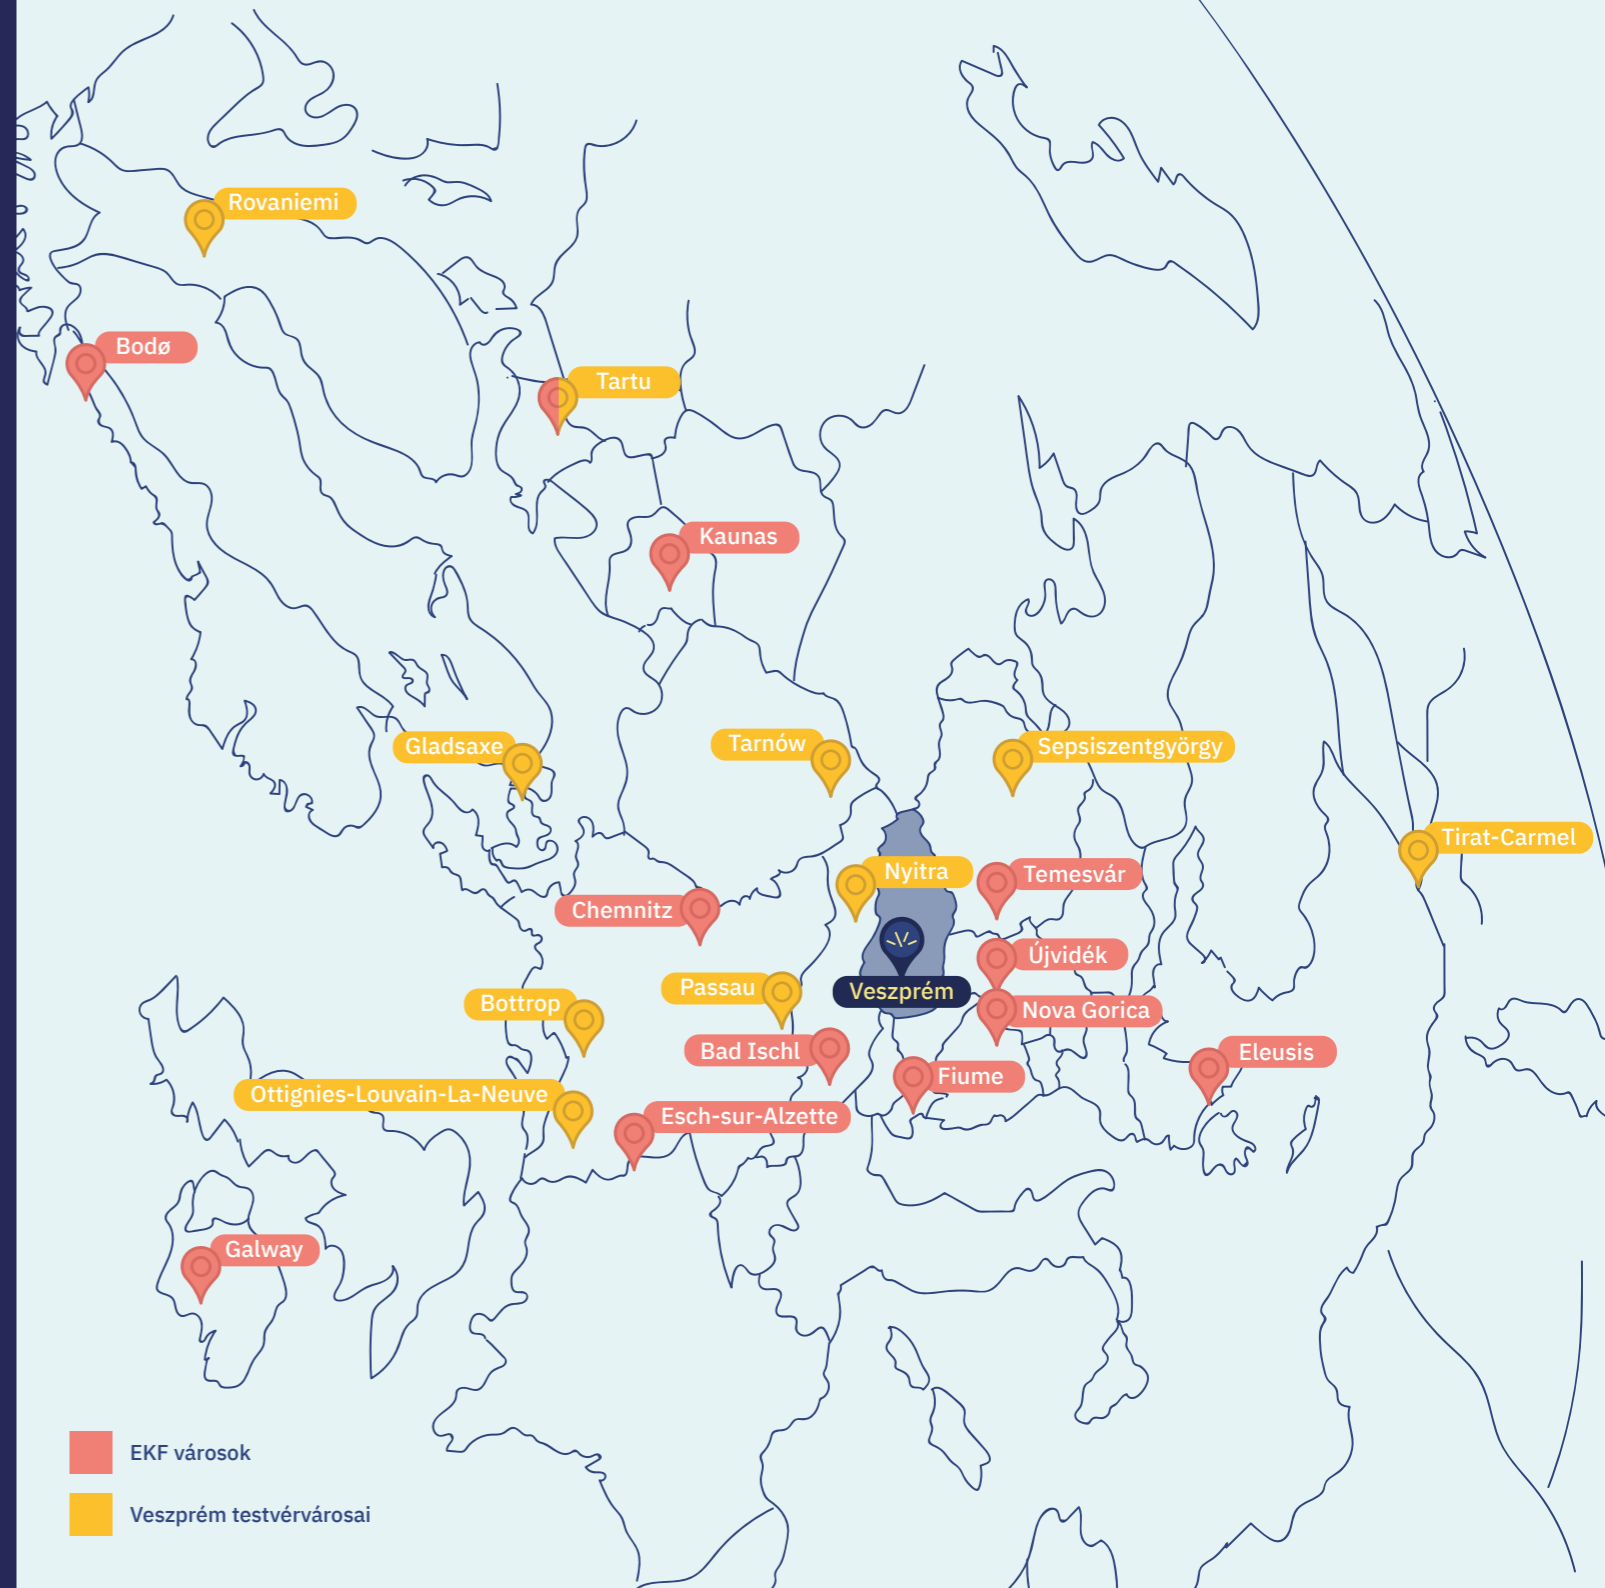 Rovaniemi
Bodø
Tartu
Kaunas
Gladsaxe
Tarnów
Sepsiszentgyörgy
Tirat-Carmel
Nyitra
Temesvár
Chemnitz
Újvidék
Passau
Veszprém
Bottrop
Nova Gorica
Bad Ischl
Eleusis
Fiume
Ottignies-Louvain-La-Neuve
Esch-sur-Alzette
Galway
EKF városok
Veszprém testvérvárosai